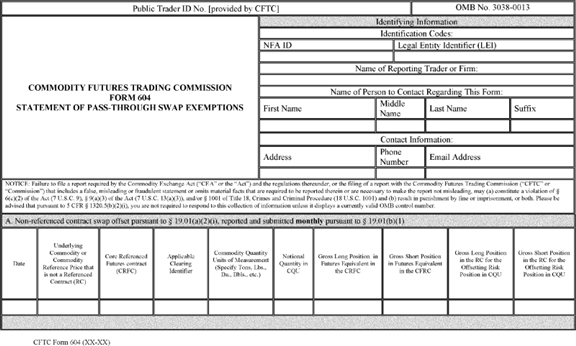 Public Trader ID No. [provided by CFTC]
OMB No. 3038-0013
COMMODITY FUTURES TRADING COMMISSION
FORM 604
STATEMENT OF PASS-THROUGH SWAP EXEMPTIONS
Identifying Information
Identification Codes:
NFA ID
Legal Entity Identifier (LEI)
Name of Reporting Trader or Firm:
Name of Person to Contact Regarding This Form:
First Name
Middle
Name
Last Name
Suffix
Contact Information:
Address
Phone
Number
Email Address
NOTICE: Failure to file a report required by the Commodity Exchange Act ("CEA" or the "Act") and the regulations thereunder, or the filing of a report with the Commodity Futures Trading Commission ("CFTC" or
"Commission") that includes a false, misleading or fraudulent statement or omits material facts that are required to be reported therein or are necessary to make the report not misleading, may (a) constitute a violation of §
6(c)(2) of the Act (7 U.S.C. 9), § 9(a)(3) of the Act (7 U.S.C. 13(a)(3)), and/or § 1001 of Title 18, Crimes and Criminal Procedure (18 U.S.C. 1001) and (b) result in punishment by fine or imprisonment, or both. Please be
advised that pursuant to 5 CFR § 1320.5(b)(2)(i), you are not required to respond to this collection of information unless it displays a currently valid OMB control number.
A. Non-referenced contract swap offset pursuant to § 19.01(a)(2)(i), reported and submitted monthly pursuant to § 19.01(b)(1)
Date
Underlying
Commodity or
Commodity
Reference Price that
is not a Referenced
Contract (RC)
Core Referenced
Futures contract
(CRFC)
Applicable
Clearing
Identifier
Commodity Quantity
Units of Measurement
(Specify Tons, Lbs.,
Bu., Bbls., etc.)
Notional
Quantity in
CQU
Gross Long Position in
Futures Equivalent in
the CRFC
Gross Short Position
in Futures Equivalent
in the CFRC
Gross Long Position
in the RC for the
Offsetting Risk
Position in CQU
Gross Short Position
in the RC for the
Offsetting Risk
Position in CQU
CFTC Form 604 (XX-XX)